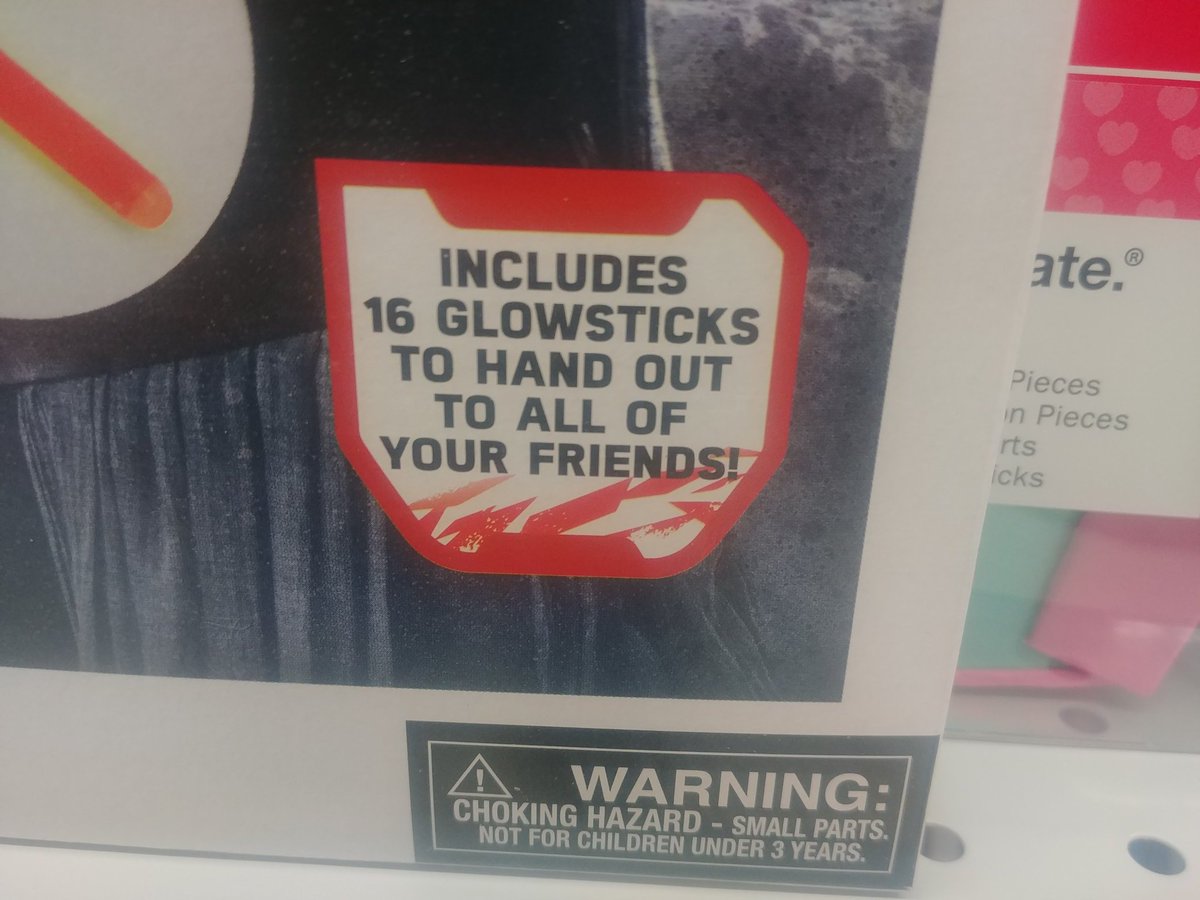 INCLUDES
16 GLOWSTICKS
TO HAND OUT
TO ALL OF
YOUR FRIENDS!
WARNING:
CHOKING HAZARD - SMALL PARTS.
NOT FOR CHILDREN UNDER 3 YEARS.
ate.®
Pieces
n Pieces
rts
icks